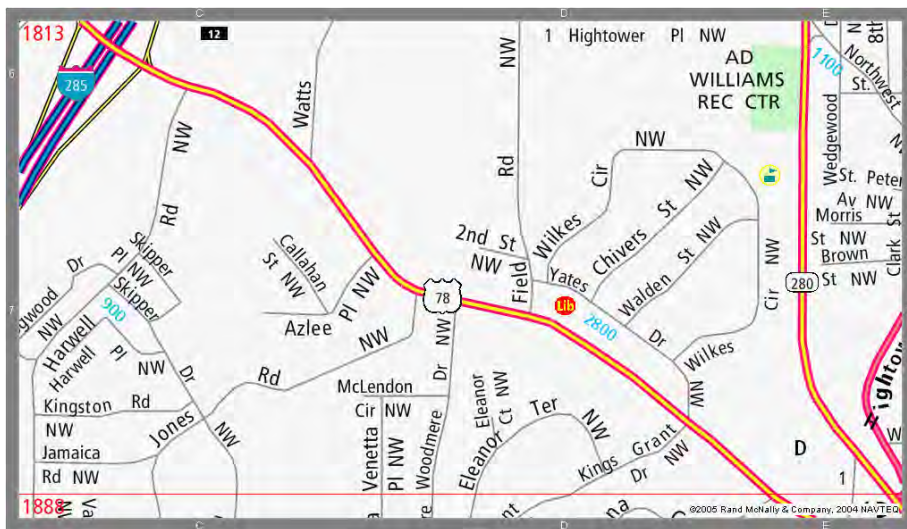 C
D
E
1813
12
1 Hightower Pl NW
8th
6
285
AD
WILLIAMS
REC CTR
1100
Northwest
St.
Watts
NW
NW
Rd
Rd
NW
Cir
Wilkes
Chivers St NW
Walden St NW
Wedgewood
St. Peter
Av NW
Morris
St NW
Brown
St NW
Clark St
NW
Cir
Wilkes
280
2nd St
NW
Field
Yates
Dr
NW
Lib
2800
Callahan
St NW
Azlee
Pl NW
78
Skipper
Pl NW
Skipper
Dr
NW
gwood Dr
NW
900
Harwell
Harwell
Pl
NW
7
7
Jones
Rd
NW
McLendon
Cir NW
Woodmere
Dr
NW
Venetta
Pl NW
Eleanor
Ct NW
Eleanor
Ter
NW
Kings
Grant
Dr NW
Kingston Rd
NW
Jamaica
Rd NW
Hightow
D
1
W
1888
Va
na
©2005 Rand McNally & Company, 2004 NAVTEQ
C
D
E